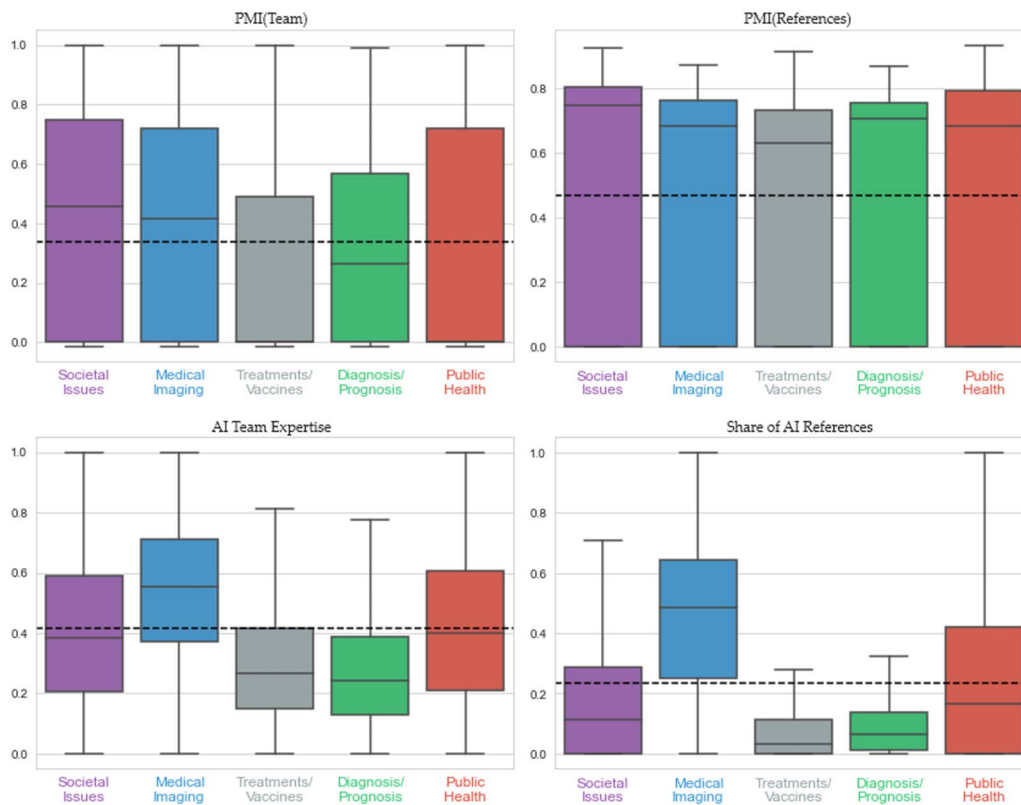 PMI(Team)
1.0
0.8
0.6
0.4
0.2
0.0
Societal
Issues
Medical
Imaging
Treatments/
Vaccines
Diagnosis/
Prognosis
Public
Health
PMI(References)
0.8
0.6
0.4
0.2
0.0
Societal
Issues
Medical
Imaging
Treatments/
Vaccines
Diagnosis/
Prognosis
Public
Health
AI Team Expertise
1.0
0.8
0.6
0.4
0.2
0.0
Societal
Issues
Medical
Imaging
Treatments/
Vaccines
Diagnosis/
Prognosis
Public
Health
Share of AI References
1.0
0.8
0.6
0.4
0.2
0.0
Societal
Issues
Medical
Imaging
Treatments/
Vaccines
Diagnosis/
Prognosis
Public
Health